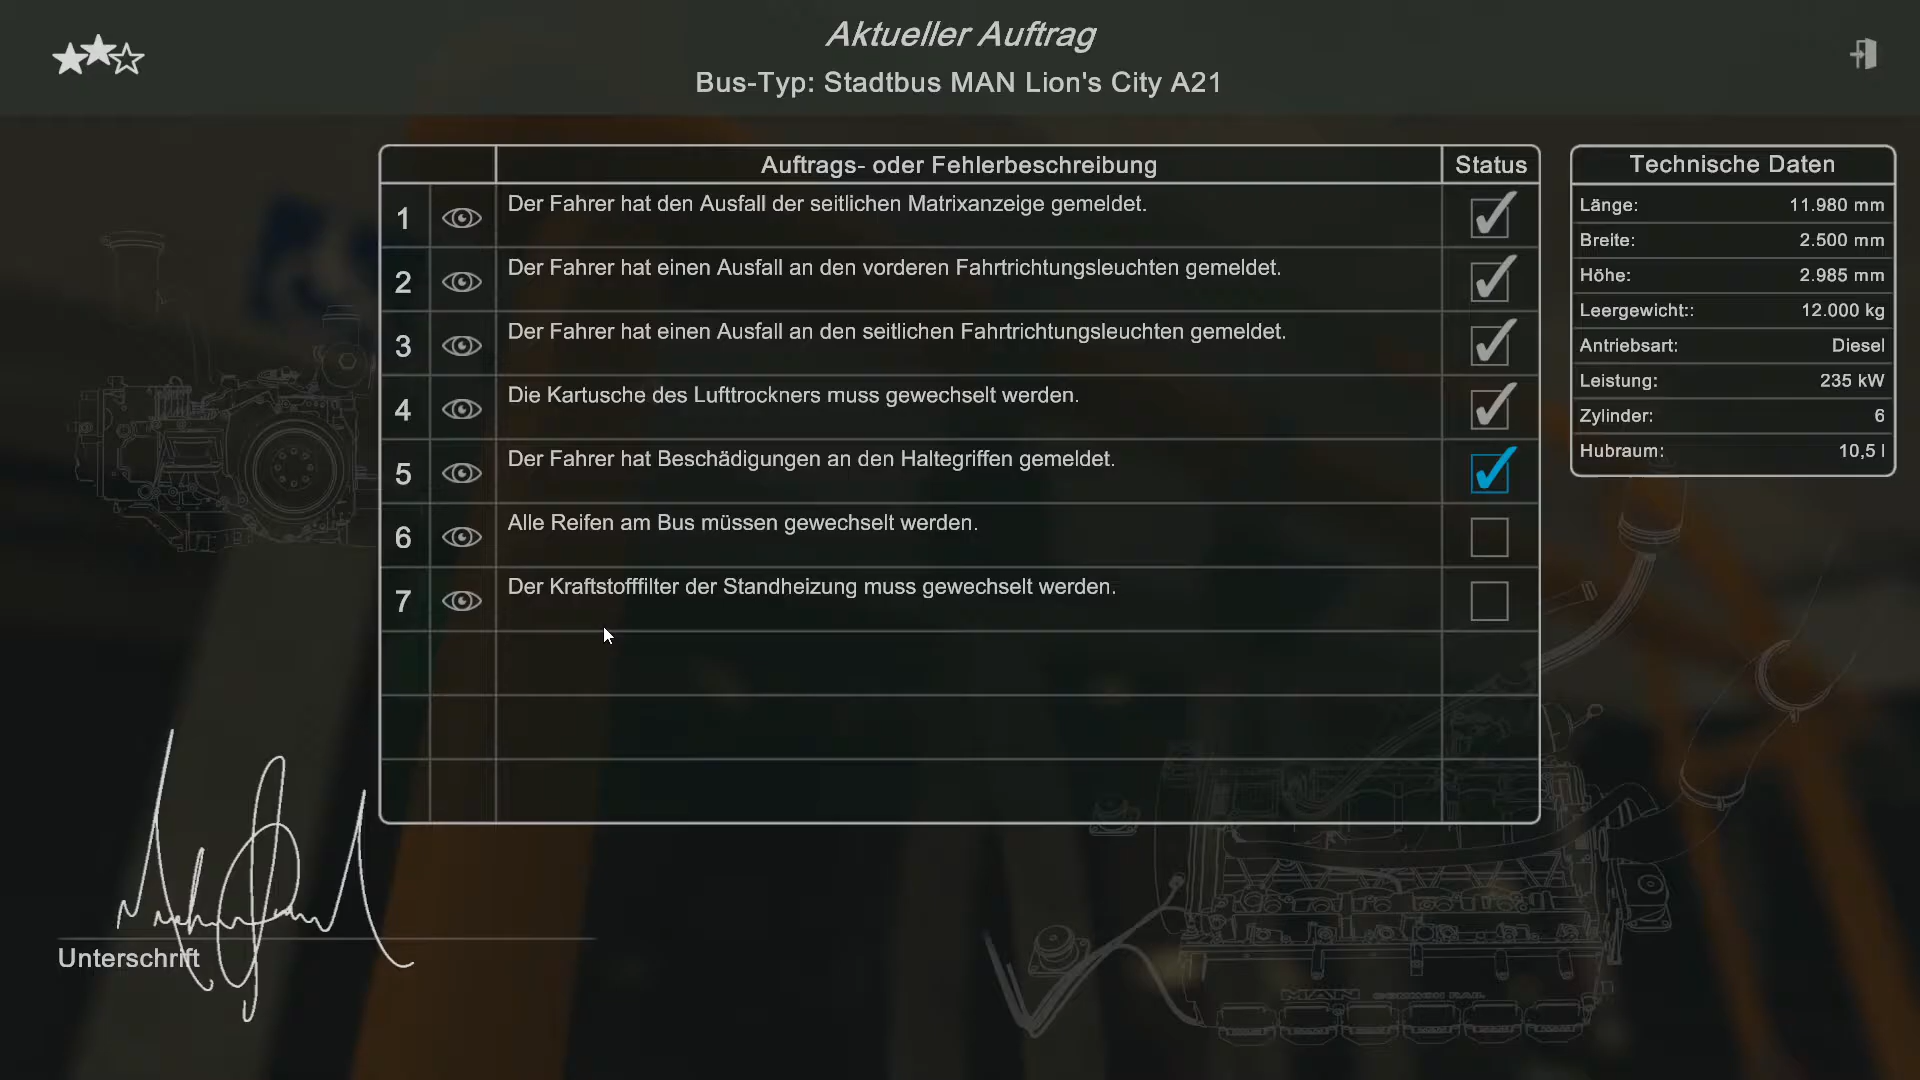 Aktueller Auftrag
Bus-Typ: Stadtbus MAN Lion's City A21
Auftrags- oder Fehlerbeschreibung
Status
1 Der Fahrer hat den Ausfall der seitlichen Matrixanzeige gemeldet.
2 Der Fahrer hat einen Ausfall an den vorderen Fahrtrichtungsleuchten gemeldet.
3 Der Fahrer hat einen Ausfall an den seitlichen Fahrtrichtungsleuchten gemeldet.
4 Die Kartusche des Lufttrockners muss gewechselt werden.
5 Der Fahrer hat Beschädigungen an den Haltegriffen gemeldet.
6 Alle Reifen am Bus müssen gewechselt werden.
7 Der Kraftstofffilter der Standheizung muss gewechselt werden.
Technische Daten
Länge: 11.980 mm
Breite: 2.500 mm
Höhe: 2.985 mm
Leergewicht:: 12.000 kg
Antriebsart: Diesel
Leistung: 235 kW
Zylinder: 6
Hubraum: 10,5 l
Unterschrift
MAN COMMON RAIL